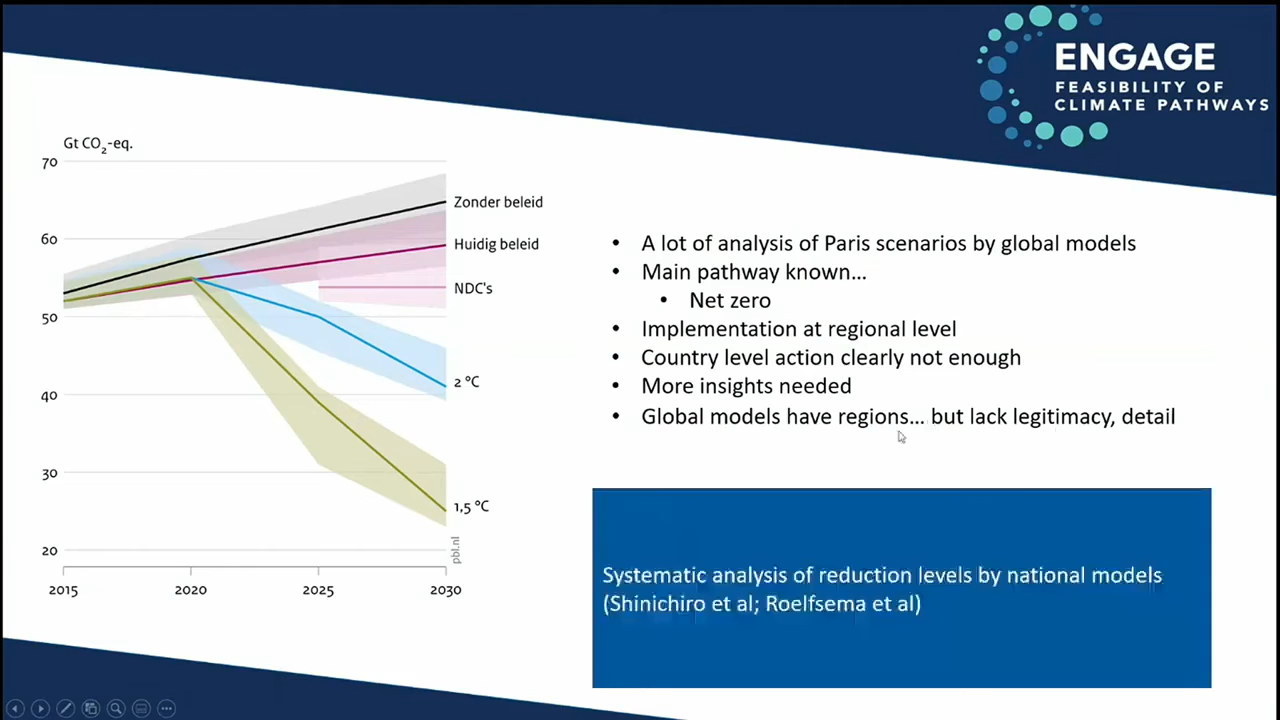 ENGAGE
FEASIBILITY OF
CLIMATE PATHWAYS
Gt CO₂-eq.
70
60
50
40
30
20
2015
2020
2025
2030
Zonder beleid
Huidig beleid
NDC's
2 °C
1,5 °C
pbl.nl
• A lot of analysis of Paris scenarios by global models
• Main pathway known...
• Net zero
• Implementation at regional level
• Country level action clearly not enough
• More insights needed
• Global models have regions... but lack legitimacy, detail
Systematic analysis of reduction levels by national models
(Shinichiro et al; Roelfsema et al)